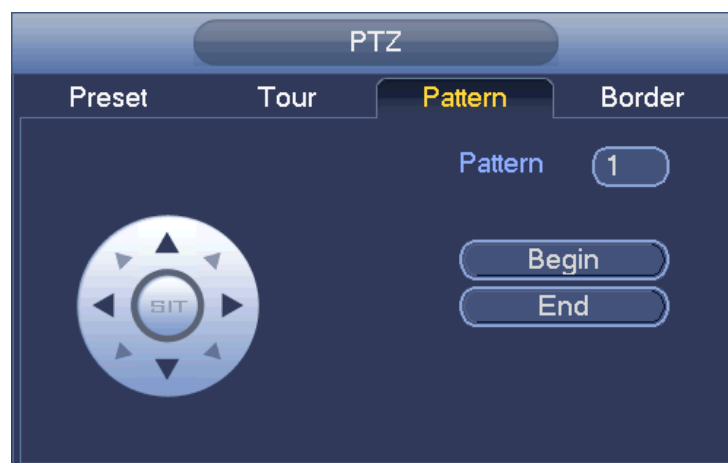 PTZ
Preset Tour Pattern Border
Pattern 1
Begin
SIT
End